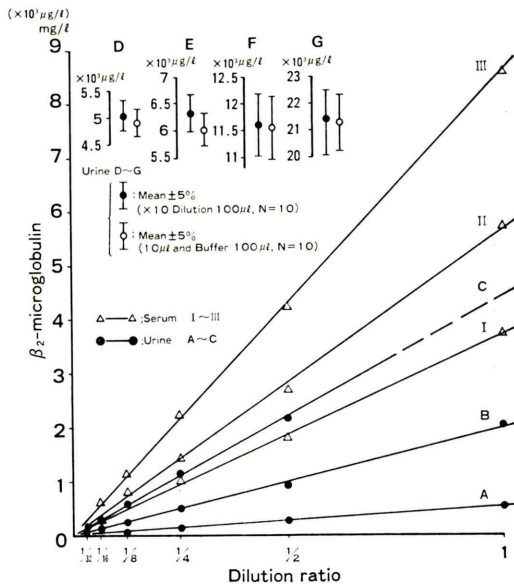 (×10³μg/ℓ)
mg/ℓ
9
8
7
6
5
4
3
2
1
0
β₂-microglobulin
D
E
F
G
×10³μg/ℓ
5.5
5
4.5
×10³μg/ℓ
7
6.5
6
5.5
×10³μg/ℓ
12.5
12
11.5
11
×10³μg/ℓ
23
22
21
20
Urine D~G
: Mean ±5%
(×10 Dilution 100μℓ, N=10)
: Mean ±5%
(10μℓ and Buffer 100μℓ, N=10)
;Serum I~III
;Urine A~C
III
II
C
I
B
A
1/32
1/16
1/8
1/4
1/2
1
Dilution ratio